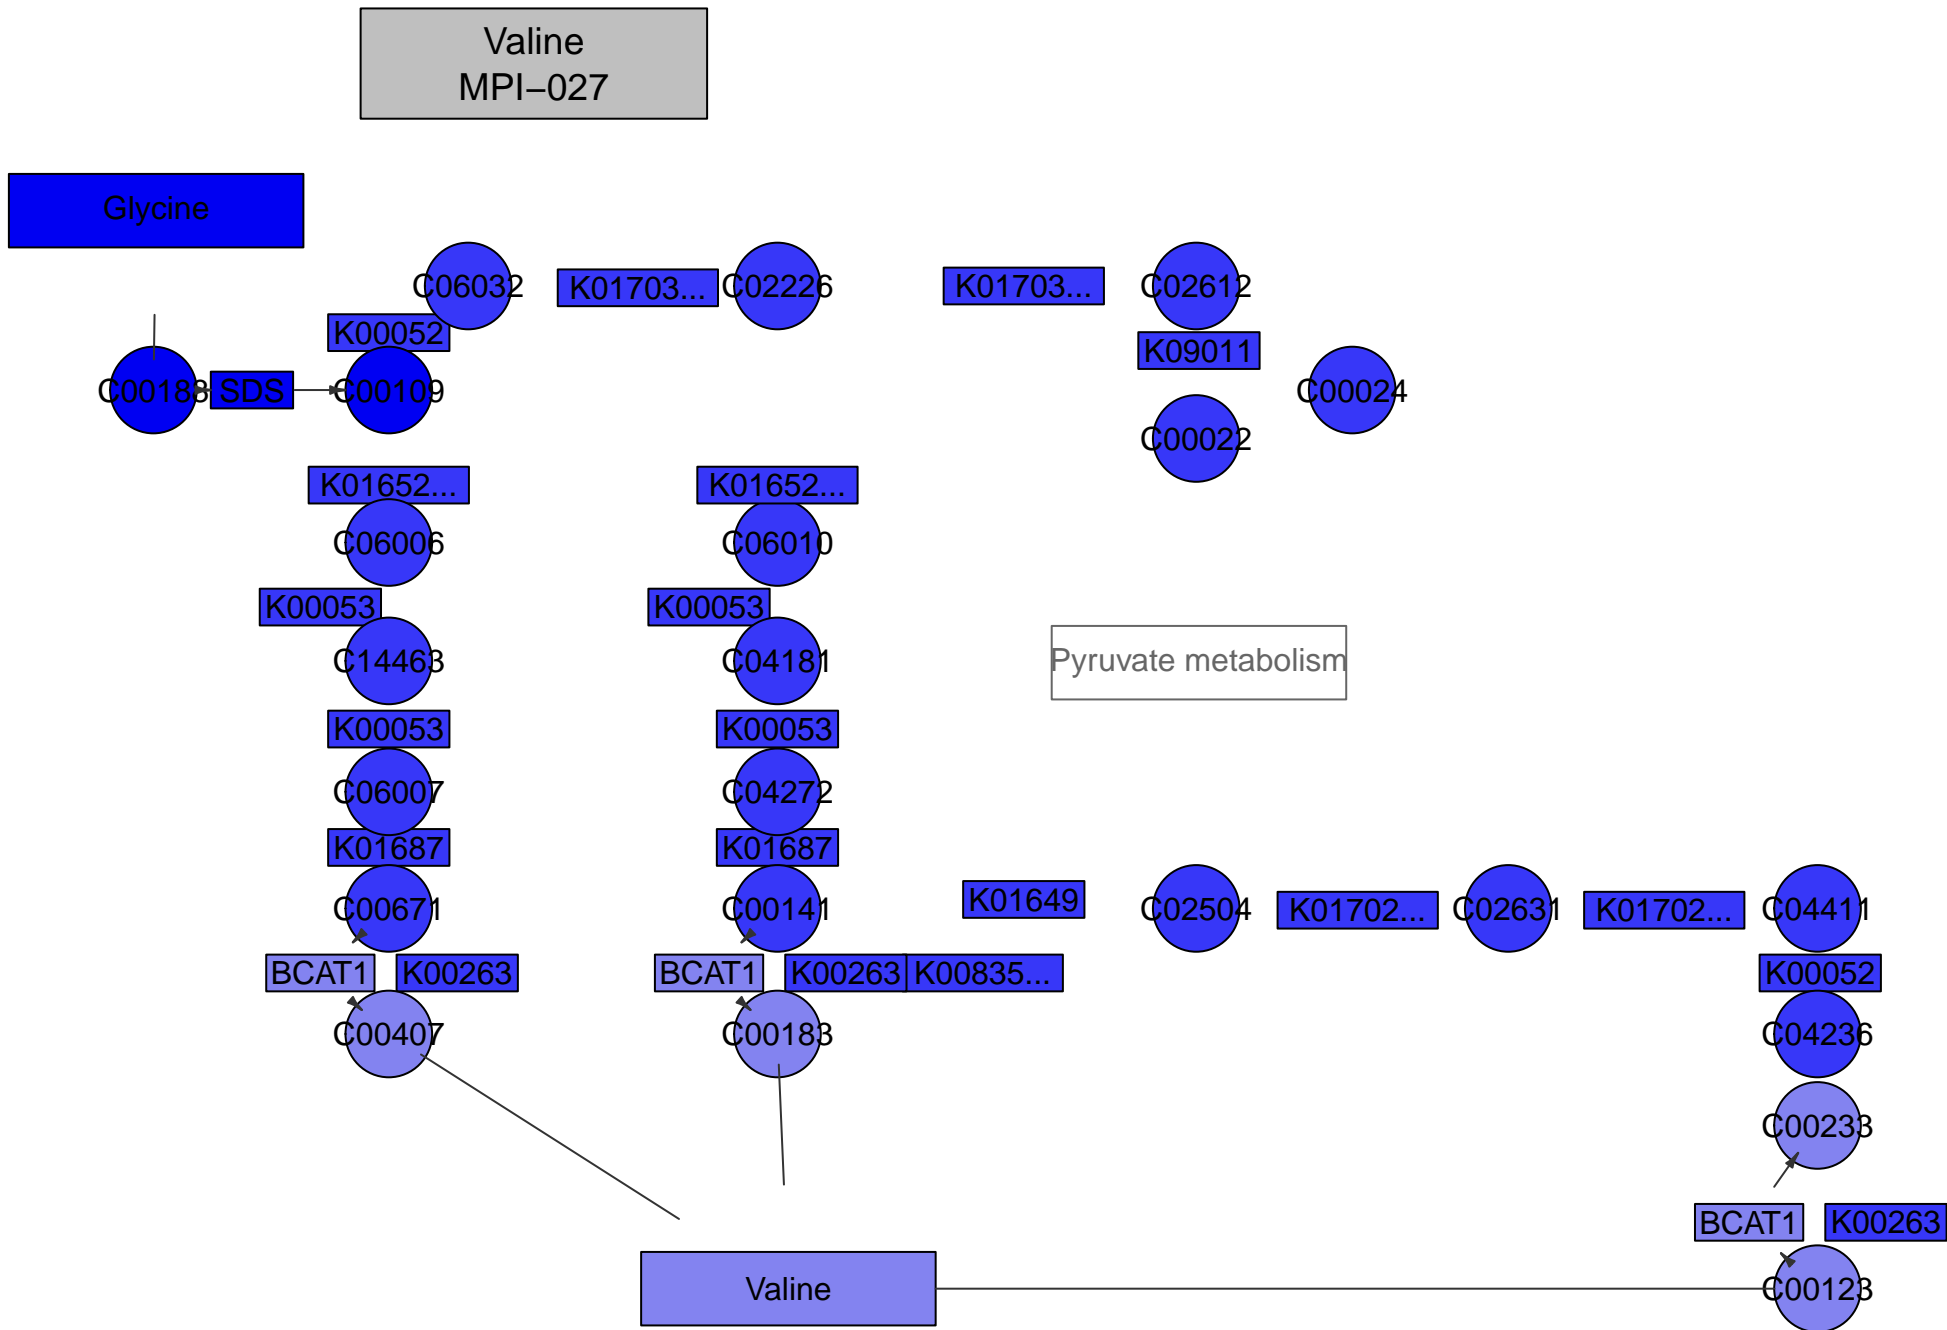 Valine
MPI−027
Glycine
C06032
K01703...
C02226
K01703...
C02612
K00052
K09011
C00188
SDS
C00109
C00024
C00022
K01652...
K01652...
C06006
C06010
K00053
K00053
C14463
C04181
Pyruvate metabolism
K00053
K00053
C06007
C04272
K01687
K01687
C00671
C00141
K01649
C02504
K01702...
C02631
K01702...
C04411
BCAT1
K00263
BCAT1
K00263
K00835...
K00052
C00407
C00183
C04236
C00233
BCAT1
K00263
Valine
C00123